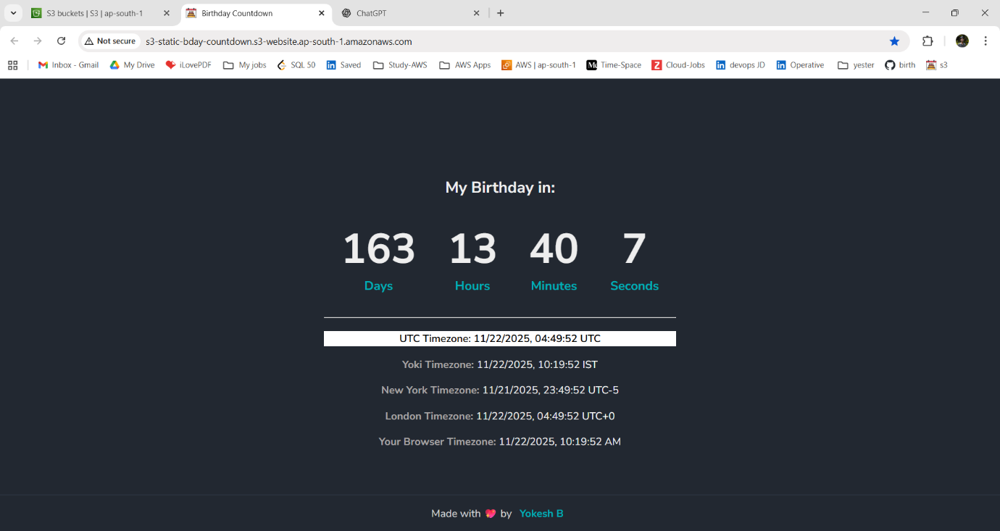 S3 buckets | S3 | ap-south-1
Birthday Countdown
ChatGPT
Not secure
s3-static-bday-countdown.s3-website.ap-south-1.amazonaws.com
Inbox - Gmail
My Drive
iLovePDF
My jobs
SQL 50
Saved
Study-AWS
AWS Apps
AWS | ap-south-1
Time-Space
Cloud-Jobs
devops JD
Operative
yester
birth
s3
My Birthday in:
163 13 40 7
Days Hours Minutes Seconds
UTC Timezone: 11/22/2025, 04:49:52 UTC
Yoki Timezone: 11/22/2025, 10:19:52 IST
New York Timezone: 11/21/2025, 23:49:52 UTC-5
London Timezone: 11/22/2025, 04:49:52 UTC+0
Your Browser Timezone: 11/22/2025, 10:19:52 AM
Made with 💖 by Yokesh B